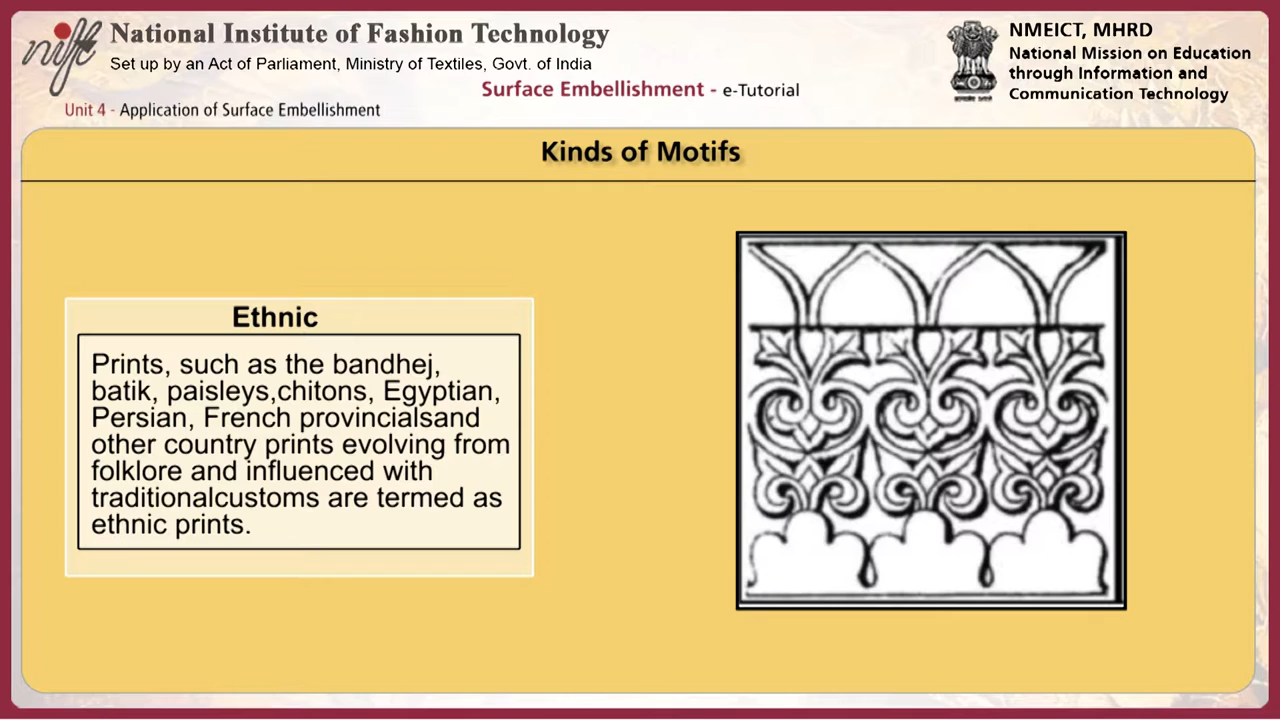 nift
National Institute of Fashion Technology
Set up by an Act of Parliament, Ministry of Textiles, Govt. of India
NMEICT, MHRD
National Mission on Education
through Information and
Communication Technology
Surface Embellishment - e-Tutorial
Unit 4 - Application of Surface Embellishment
Kinds of Motifs
Ethnic
Prints, such as the bandhej,
batik, paisleys,chitons, Egyptian,
Persian, French provincialsand
other country prints evolving from
folklore and influenced with
traditionalcustoms are termed as
ethnic prints.